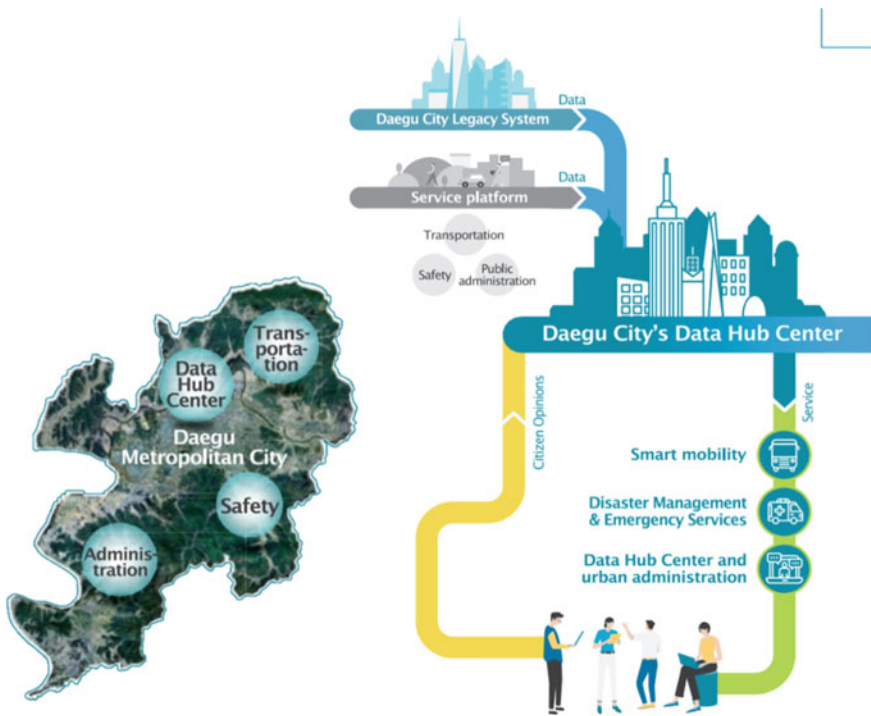 Data
Daegu City Legacy System
Data
Service platform
Transportation
Safety
Public
administration
Daegu City's Data Hub Center
Citizen Opinions
Service
Smart mobility
Disaster Management
& Emergency Services
Data Hub Center and
urban administration
Trans-
porta-
tion
Data
Hub
Center
Daegu
Metropolitan City
Safety
Adminis-
tration